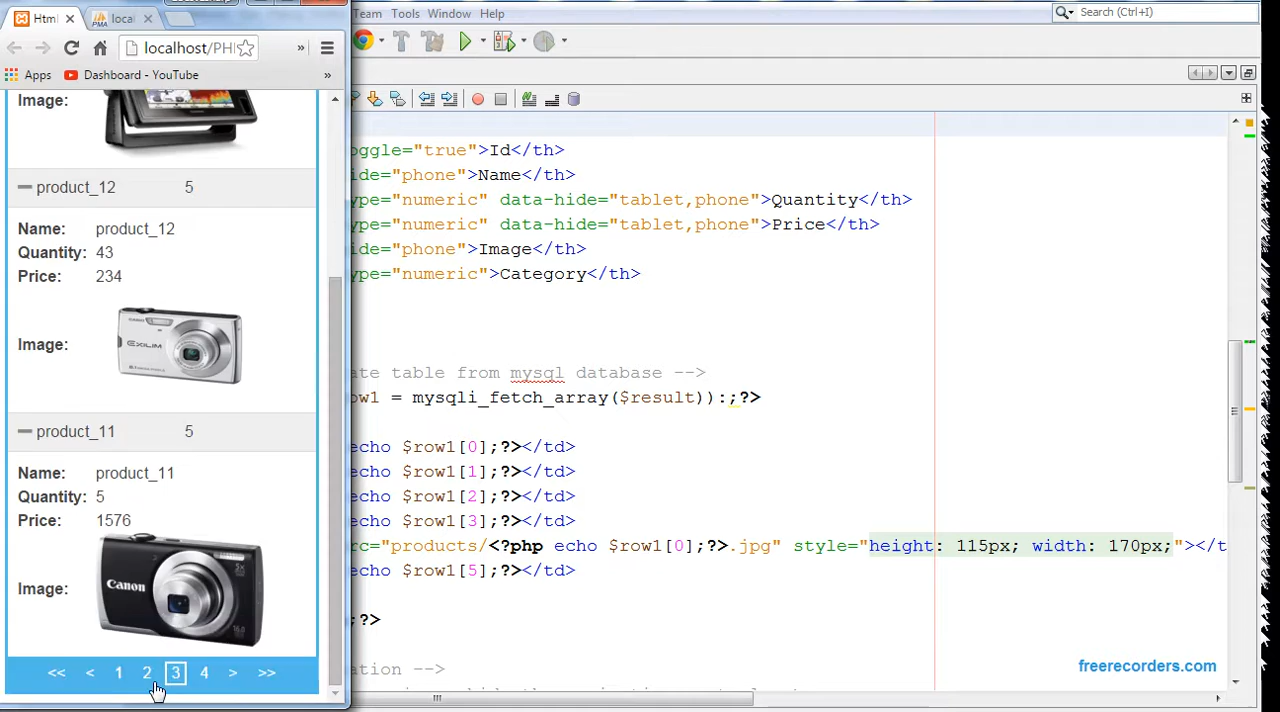 Team Tools Window Help
Search (Ctrl+I)
Html
local
localhost/PH
»
Apps Dashboard - YouTube »
Image:
product_12 5
Name: product_12
Quantity: 43
Price: 234
Image:
EXILIM
product_11 5
Name: product_11
Quantity: 5
Price: 1576
Image:
Canon
<< < 1 2 3 4 > >>
oggle="true">Id</th>
ide="phone">Name</th>
ype="numeric" data-hide="tablet,phone">Quantity</th>
ype="numeric" data-hide="tablet,phone">Price</th>
ide="phone">Image</th>
ype="numeric">Category</th>
ate table from mysql database -->
ow1 = mysqli_fetch_array($result)):;?>
echo $row1[0];?></td>
echo $row1[1];?></td>
echo $row1[2];?></td>
echo $row1[3];?></td>
rc="products/<?php echo $row1[0];?>.jpg" style="height: 115px; width: 170px;"></t
echo $row1[5];?></td>
;?>
ation -->
freerecorders.com